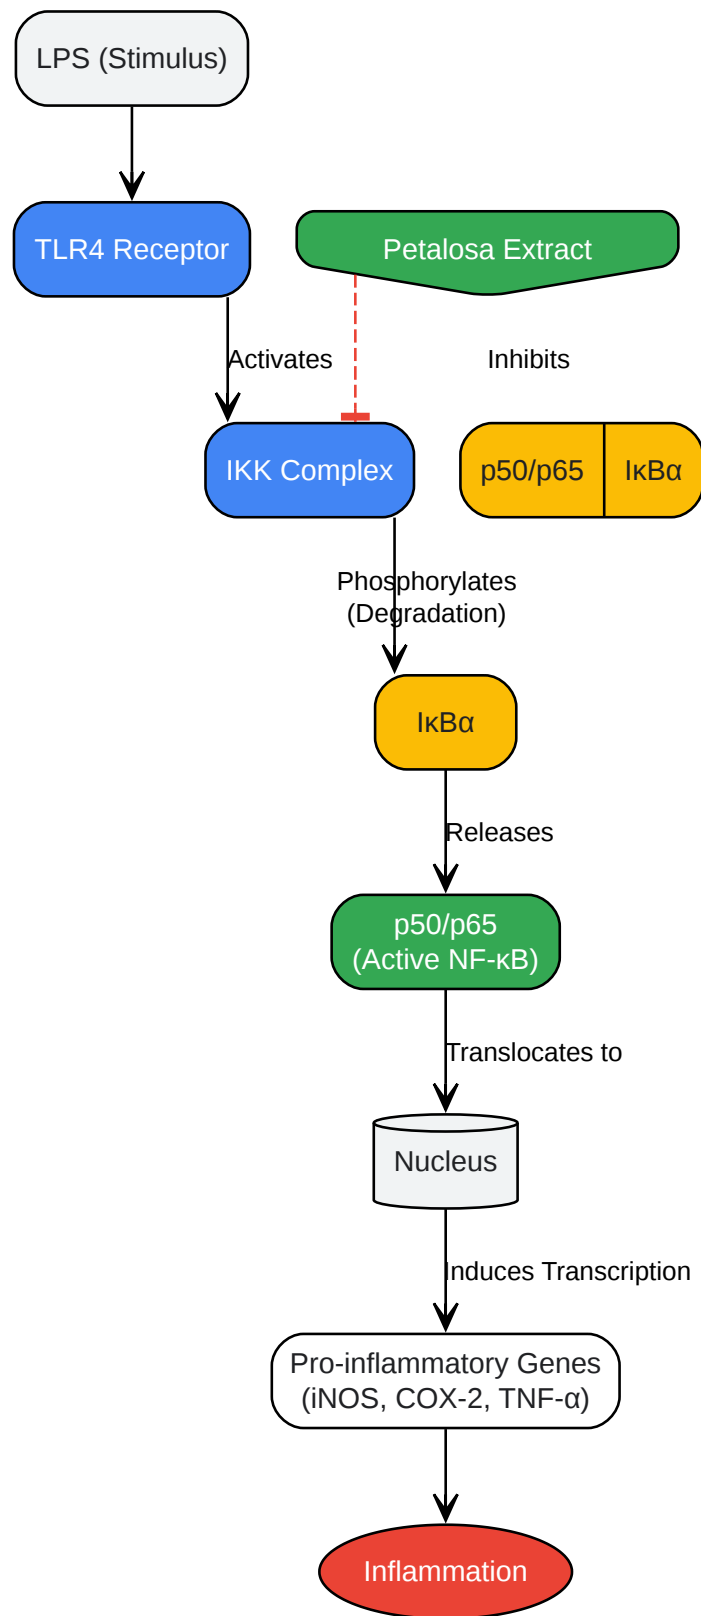 LPS (Stimulus)
TLR4 Receptor
Petalosa Extract
Activates
Inhibits
IKK Complex
p50/p65
IκBα
Phosphorylates
(Degradation)
IκBα
Releases
p50/p65
(Active NF-κB)
Translocates to
Nucleus
Induces Transcription
Pro-inflammatory Genes
(iNOS, COX-2, TNF-α)
Inflammation